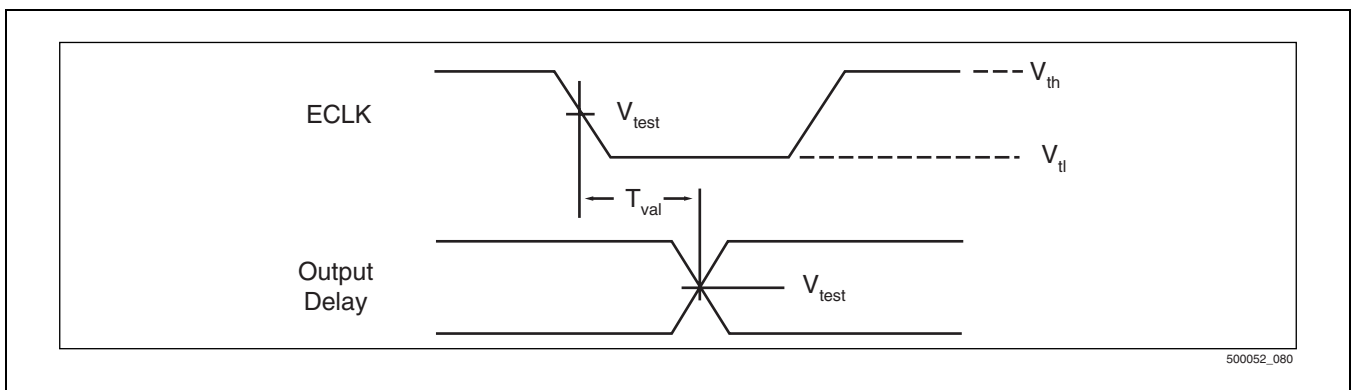 V_th
ECLK
V_test
V_tl
T_val
Output
Delay
V_test
500052_080